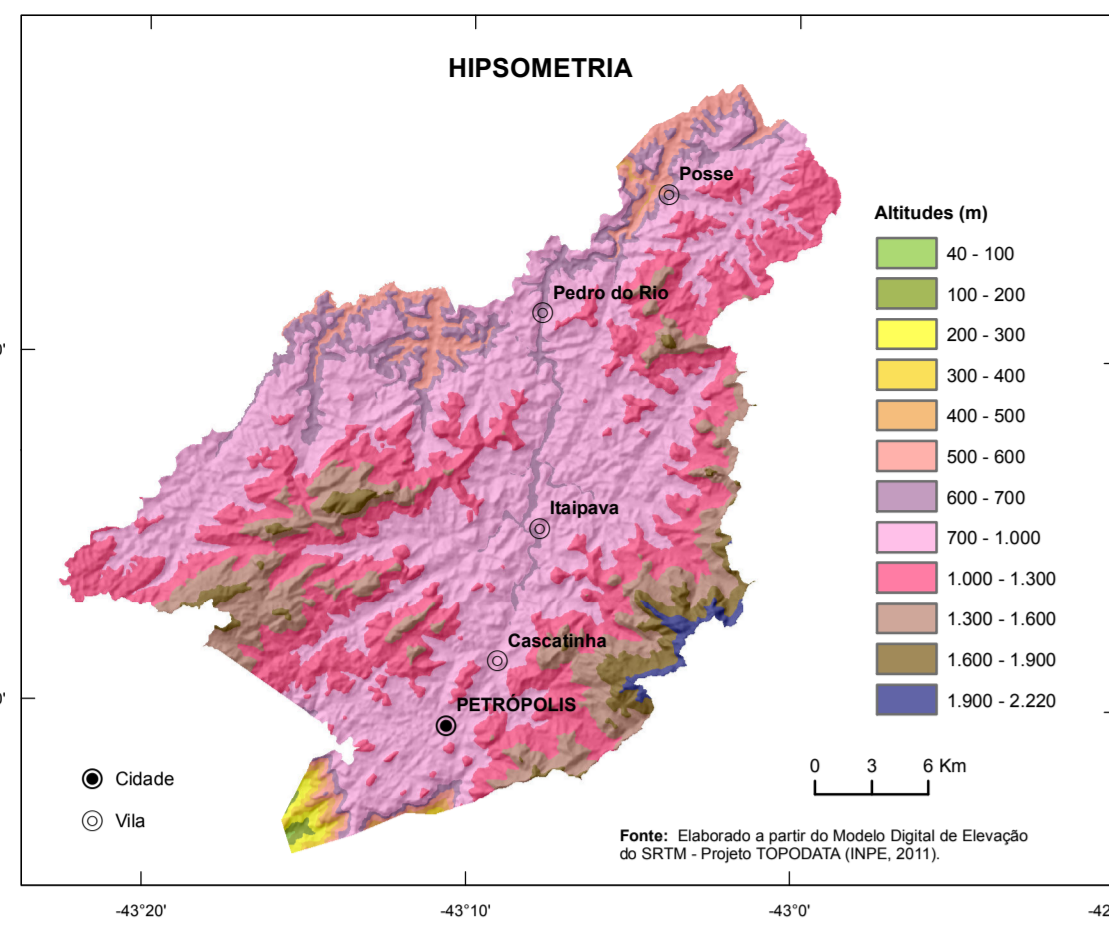 HIPSOMETRIA
Posse
Pedro do Rio
Itaipava
Cascatinha
PETRÓPOLIS
Altitudes (m)
40 - 100
100 - 200
200 - 300
300 - 400
400 - 500
500 - 600
600 - 700
700 - 1.000
1.000 - 1.300
1.300 - 1.600
1.600 - 1.900
1.900 - 2.220
Cidade
Vila
0 3 6 Km
Fonte: Elaborado a partir do Modelo Digital de Elevação
do SRTM - Projeto TOPODATA (INPE, 2011).
-43°20' -43°10' -43°0'